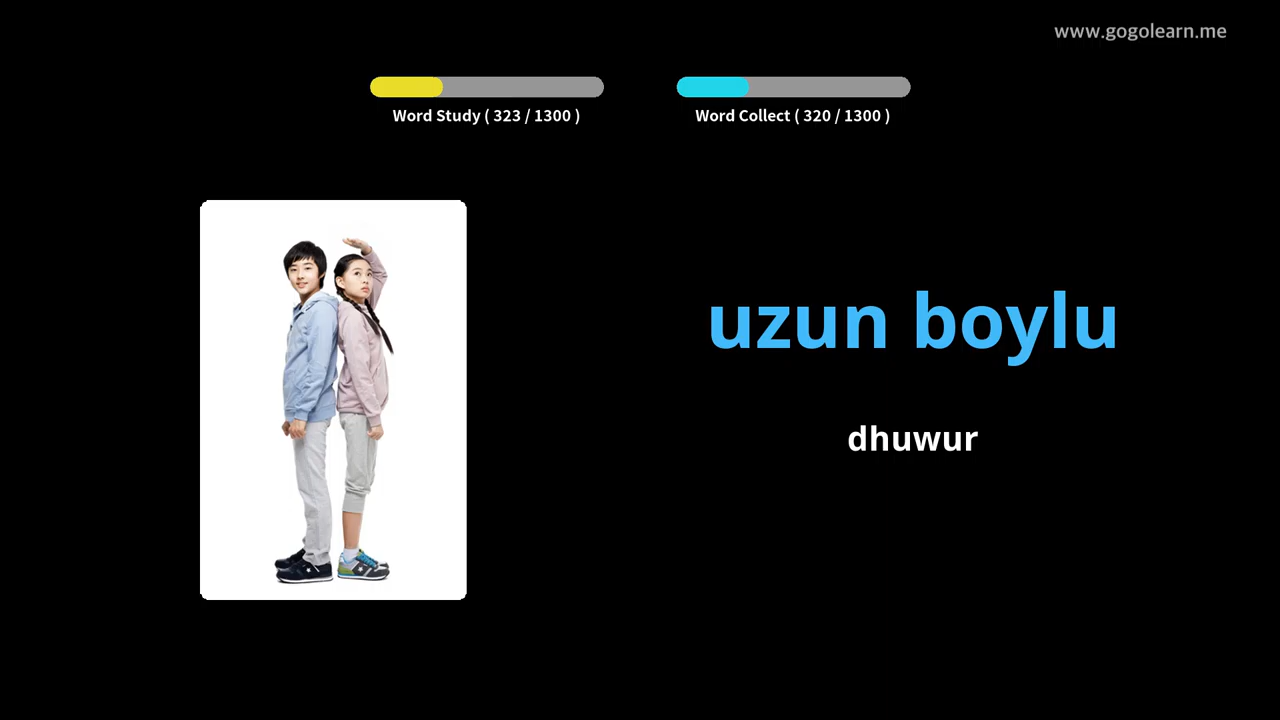 www.gogolearn.me
Word Study ( 323 / 1300 )
Word Collect ( 320 / 1300 )
uzun boylu
dhuwur